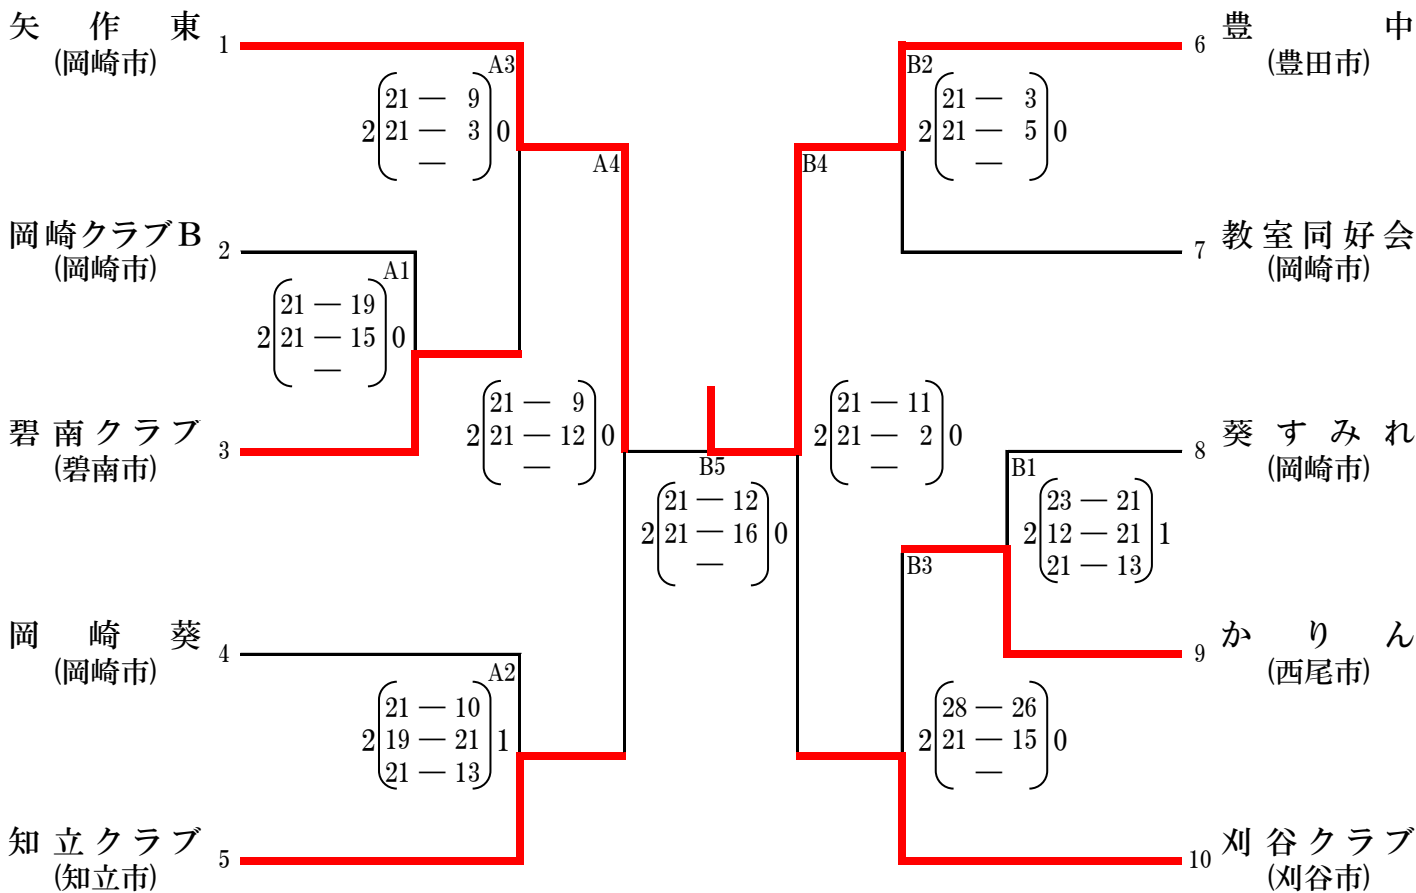 矢作東 1
(岡崎市)
A3
21 — 9
2 21 — 3 0
—
A4
岡崎クラブB 2
(岡崎市)
A1
21 — 19
2 21 — 15 0
—
碧南クラブ 3
(碧南市)
21 — 9
2 21 — 12 0
—
岡崎葵 4
(岡崎市)
A2
21 — 10
2 19 — 21 1
21 — 13
知立クラブ 5
(知立市)
B5
21 — 12
2 21 — 16 0
—
6 豊中
(豊田市)
B2
21 — 3
2 21 — 5 0
—
B4
7 教室同好会
(岡崎市)
21 — 11
2 21 — 2 0
—
8 葵すみれ
(岡崎市)
B1
23 — 21
2 12 — 21 1
21 — 13
B3
9 かりん
(西尾市)
28 — 26
2 21 — 15 0
—
10 刈谷クラブ
(刈谷市)